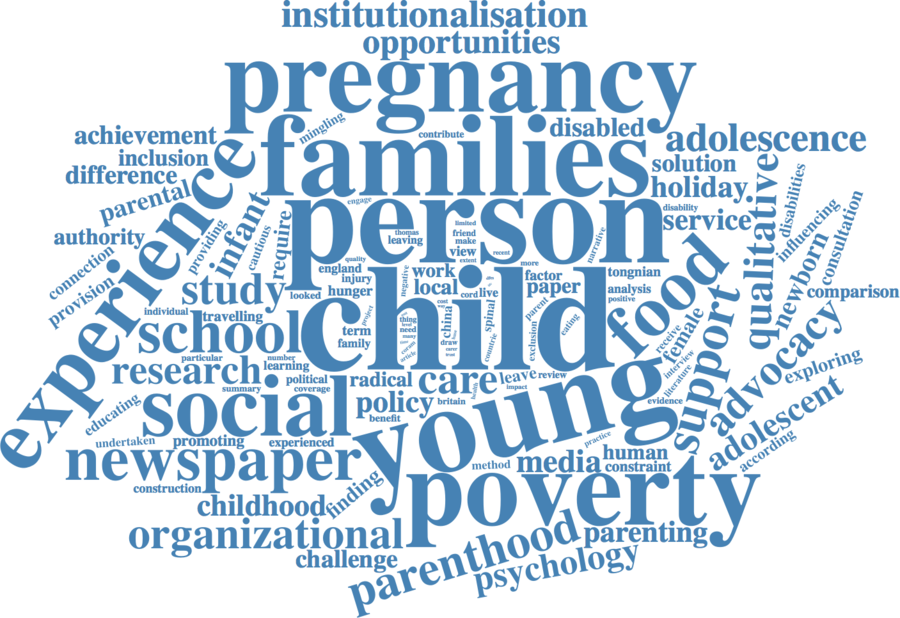 institutionalisation
opportunities
pregnancy
mingling
contribute
achievement
disabled
adolescence
families
inclusion
solution
difference
holiday
experience
parental
engage
disability
disabilities
person
service
qualitative
infant
require
cautious
providing
authority
thomas
leaving
limited
friend
make
view
extent
recent
narrative
influencing
consultation
newborn
connection
provision
quality
england
injury
hunger
looked
negative
work
local
more
factor
paper
tognian
analysis
positive
comparison
study
child
cord
live
spinal
parent
food
individual
travelling
school
term
family
project
thing
need
many
article
china
draw
countrie
exclusion
eating
receive
female
support
advocacy
exploring
particular
number
learning
research
summary
political
coverage
radical
care
leave
review
impact
health
interview
literature
educating
social
policy
britain
benefit
young
evidence
adolescent
according
undertaken
promoting
experienced
newspaper
practice
human
constraint
method
media
construction
finding
childhood
poverty
organizational
parenthood
parenting
challenge
psychology